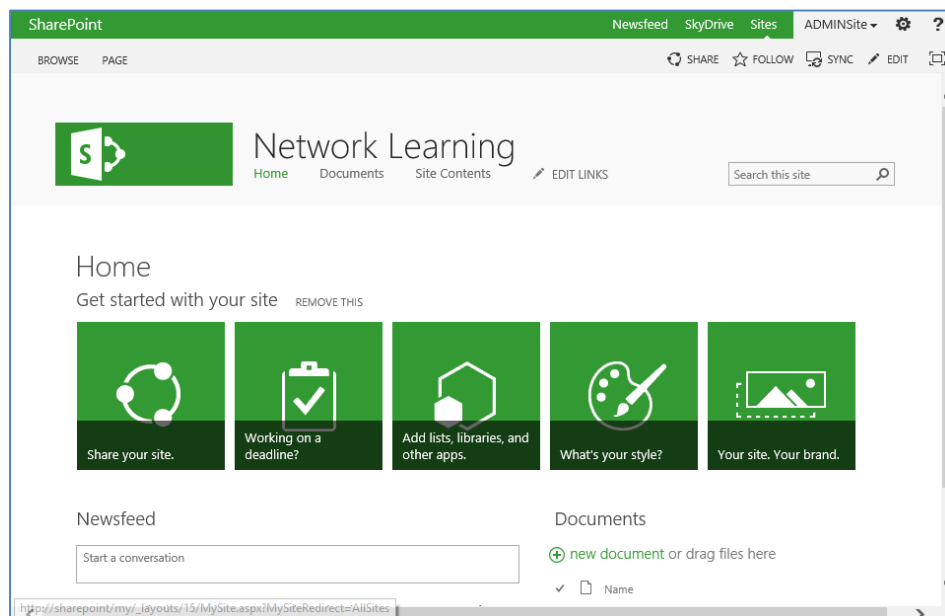 SharePoint Newsfeed SkyDrive Sites ADMINSite ?
BROWSE PAGE SHARE FOLLOW SYNC EDIT
S
Network Learning
Home Documents Site Contents EDIT LINKS
Search this site
Home
Get started with your site REMOVE THIS
Share your site.
Working on a
deadline?
Add lists, libraries, and
other apps.
What's your style?
Your site. Your brand.
Newsfeed
Start a conversation
Documents
new document or drag files here
Name
http://sharepoint/my/_layouts/15/MySite.aspx?MySiteRedirect=AllSites